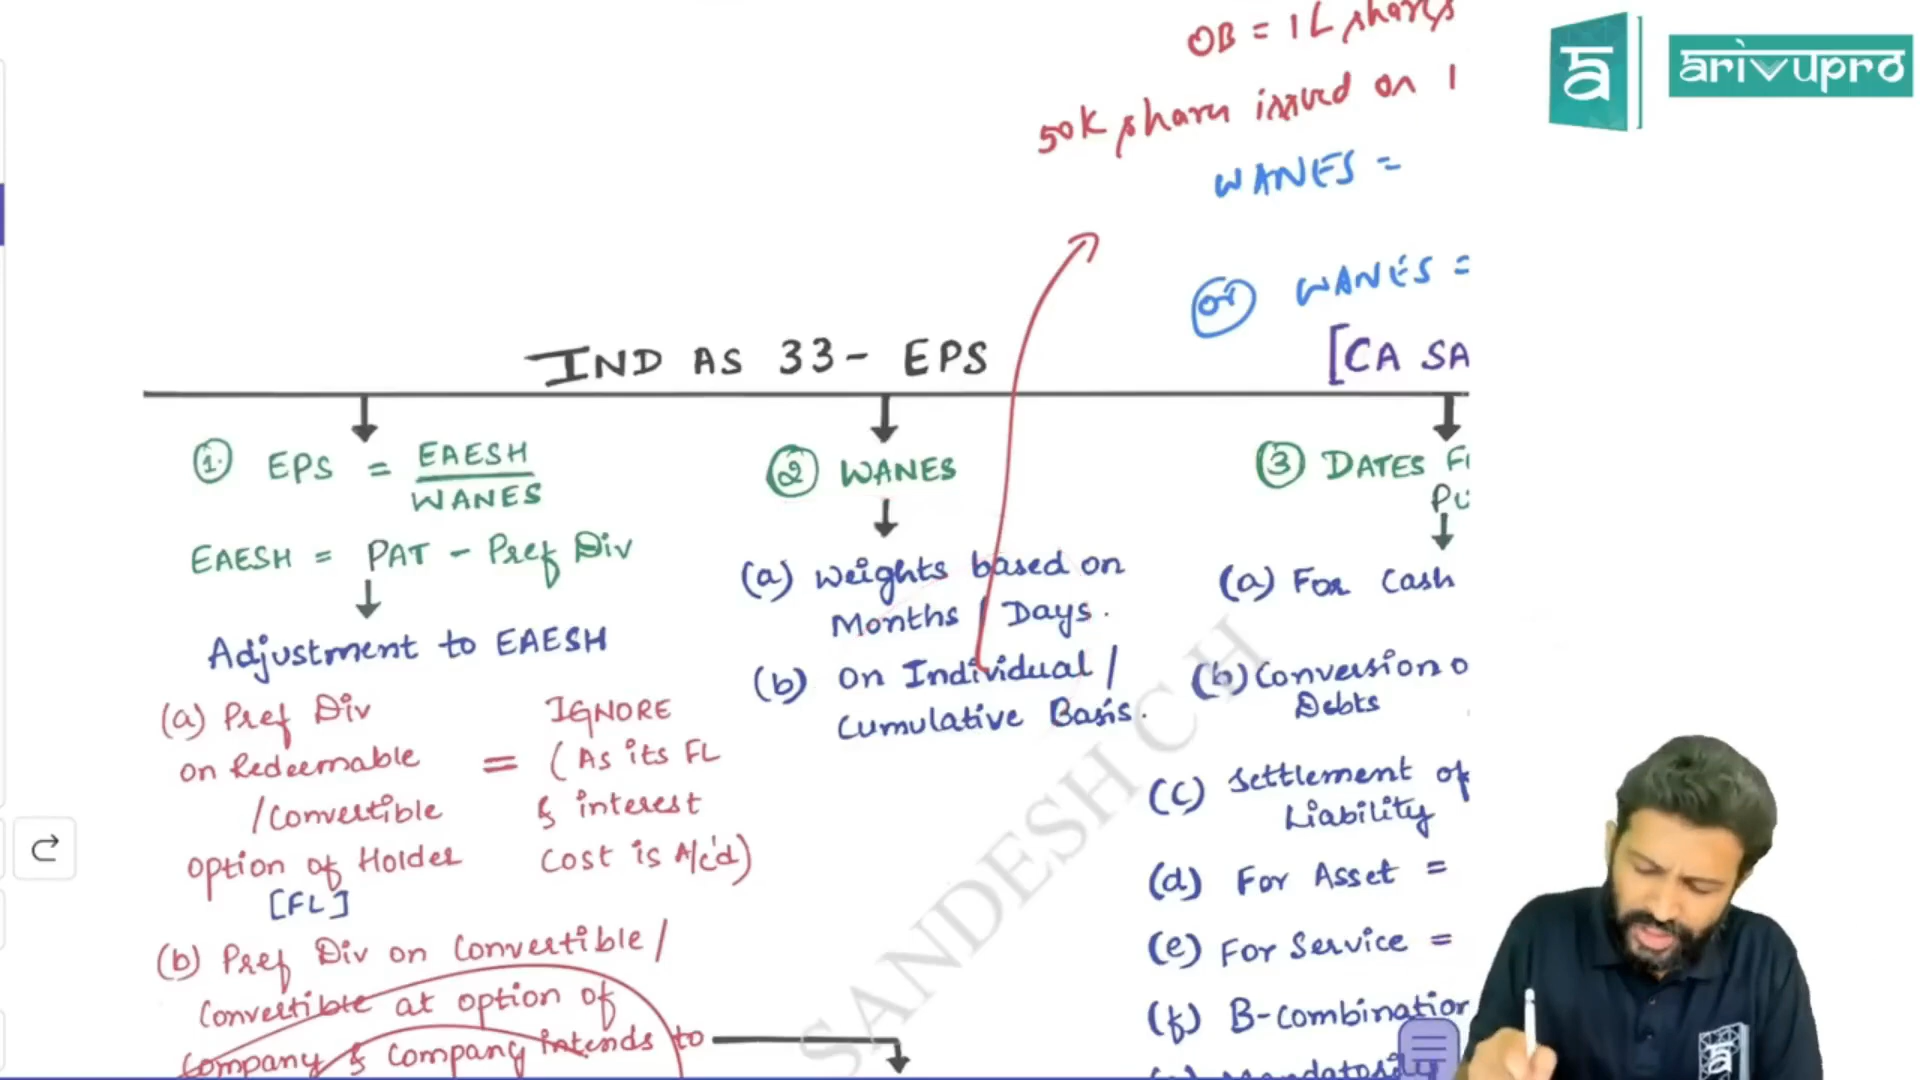 OB = 1L shares
50K shares issued on 1
WANES =
or WANES =
[CA SA
IND AS 33- EPS
1. EPS = EAESH
WANES
EAESH = PAT - Pref Div
Adjustment to EAESH
(a) Pref Div
on Redeemable
/Convertible
option of Holder
[FL]
= IGNORE
(As its FL
& interest
cost is A/c'd)
(b) Pref Div on Convertible /
Convertible at option of
Company & Company intends to
2 WANES
(a) Weights based on
Months / Days.
(b) On Individual /
Cumulative Basis.
3 DATES
(a) For Cash
(b) Conversion o
Debts
(c) Settlement of
Liability
(d) For Asset =
(e) For Service =
(f) B-combination
Mandatorily
SANDESH C H
arivupro